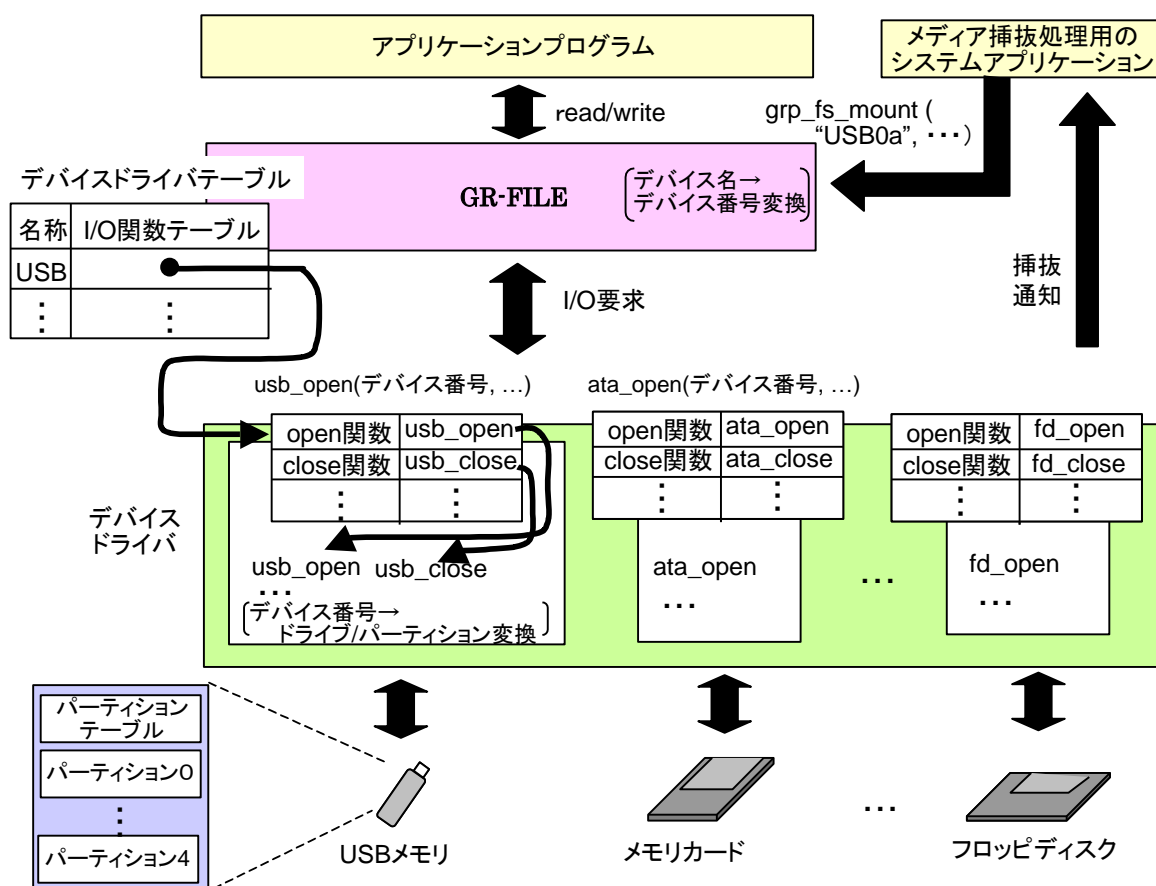 アプリケーションプログラム
メディア挿抜処理用の
システムアプリケーション
read/write
grp_fs_mount (
“USB0a”, ・・・)
デバイスドライバテーブル
GR-FILE
デバイス名→
デバイス番号変換
名称 I/O関数テーブル
USB
⋮ ⋮
I/O要求
挿抜
通知
usb_open(デバイス番号, …) ata_open(デバイス番号, …)
open関数 usb_open open関数 ata_open open関数 fd_open
close関数 usb_close close関数 ata_close close関数 fd_close
⋮ ⋮ ⋮ ⋮ ⋮ ⋮
デバイス
ドライバ
usb_open usb_close ata_open … fd_open
… … …
デバイス番号→
ドライブ/パーティション変換
パーティション
テーブル
パーティション0
⋮
パーティション4
USBメモリ メモリカード … フロッピディスク